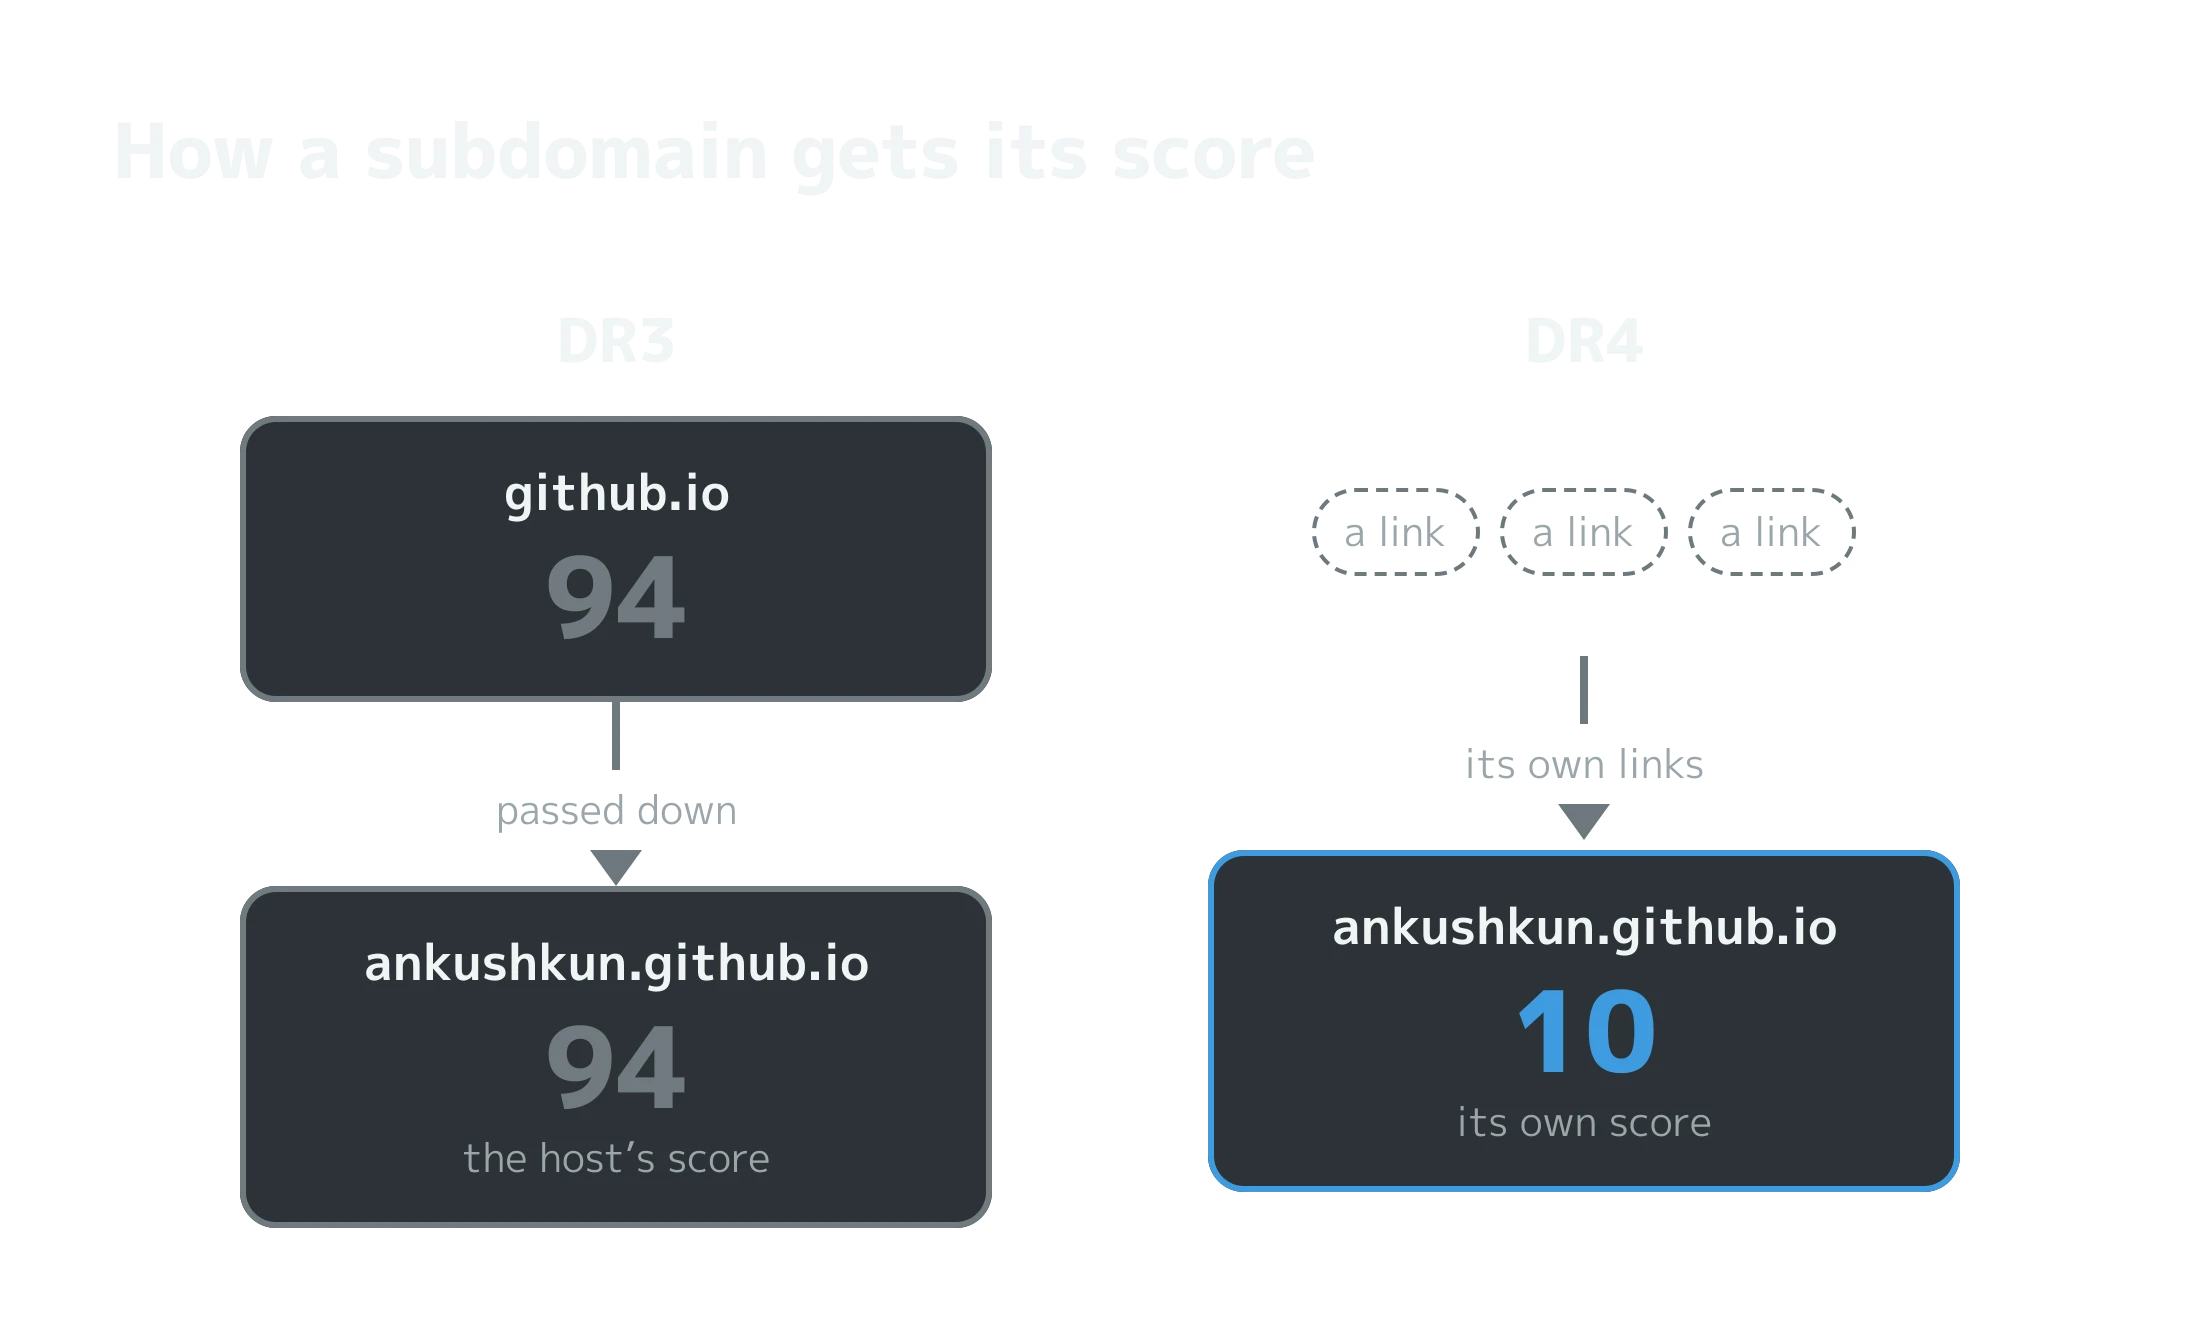 How a subdomain gets its score
DR3
github.io
94
passed down
ankushkun.github.io
94
the host’s score
DR4
a link a link a link
its own links
ankushkun.github.io
10
its own score